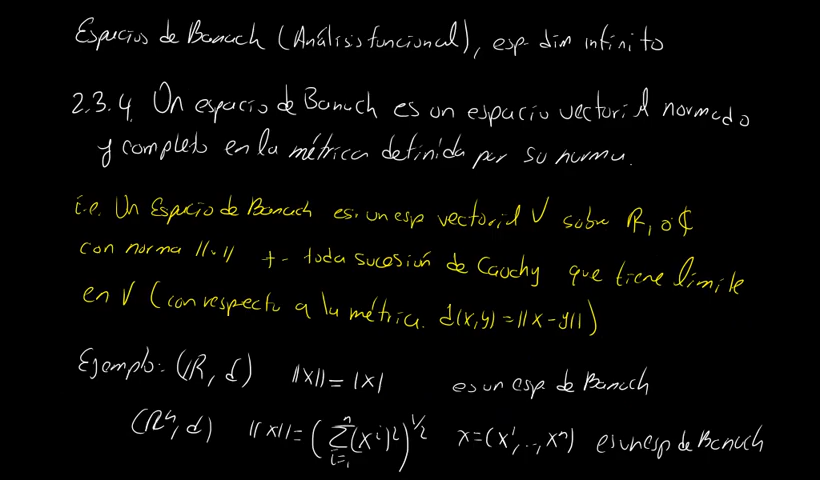 Espacios de Banach (Análisis funcional), esp. dim infinito
2.3.4. Un espacio de Banach es un espacio vectorial normado
y completo en la métrica definida por su norma.
i.e. Un Espacio de Banach es un esp vectorial V sobre R, o ℂ
con norma ||·|| t.- toda sucesión de Cauchy que tiene límite
en V (con respecto a la métrica. d(x,y) = ||x-y||)
Ejemplo: (ℝ, d) ||x|| = |x| es un esp. de Banach
(ℝⁿ, d) ||x|| = (∑_{i=1}^{n} (xⁱ)²)^{1/2} x = (x¹, .., xⁿ) es un esp de Banach